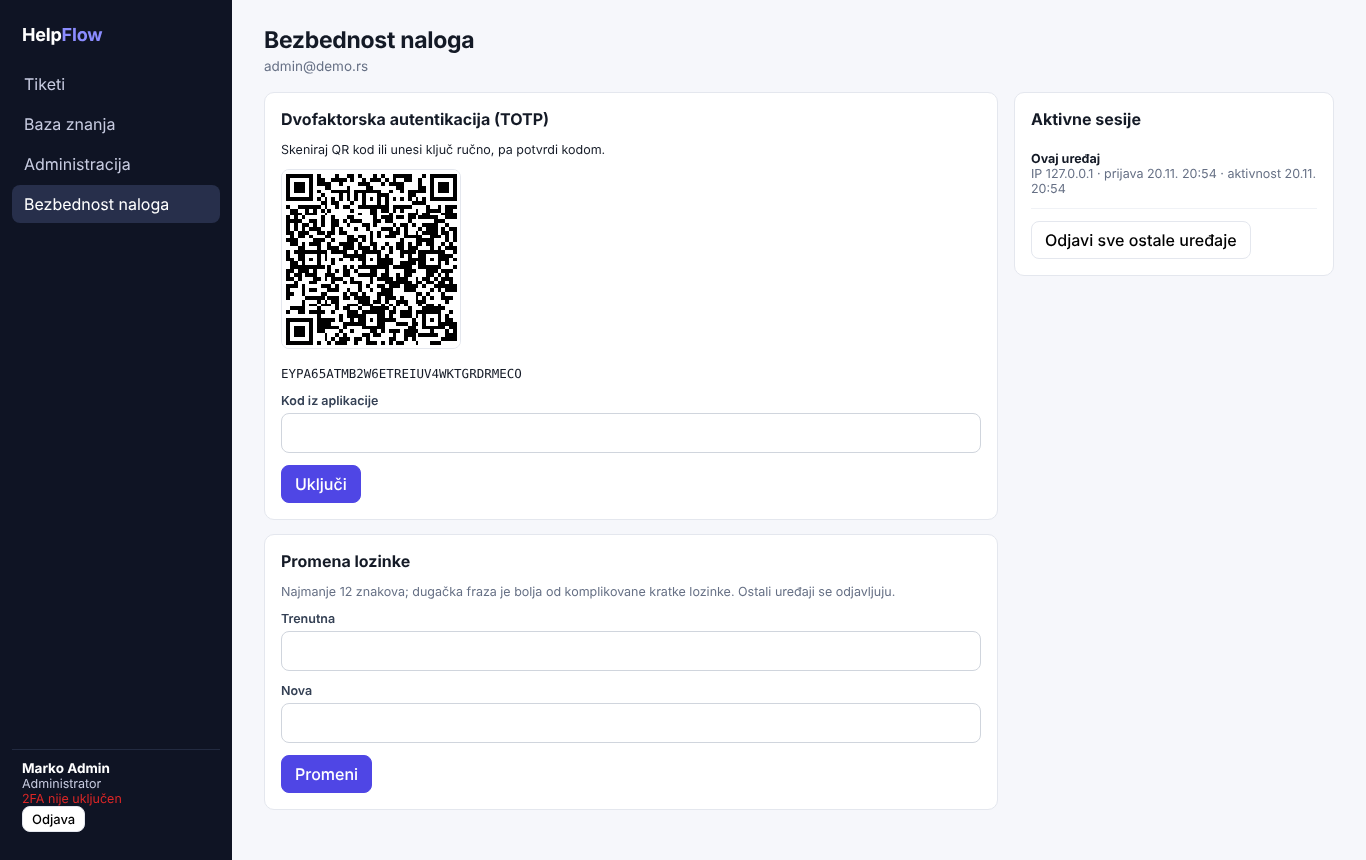 HelpFlow
Tiketi
Baza znanja
Administracija
Bezbednost naloga
Marko Admin
Administrator
2FA nije uključen
Odjava
Bezbednost naloga
admin@demo.rs
Dvofaktorska autentikacija (TOTP)
Skeniraj QR kod ili unesi ključ ručno, pa potvrdi kodom.
EYPA65ATMB2W6ETREIUV4WKTGRDRMECO
Kod iz aplikacije
Uključi
Promena lozinke
Najmanje 12 znakova; dugačka fraza je bolja od komplikovane kratke lozinke. Ostali uređaji se odjavljuju.
Trenutna
Nova
Promeni
Aktivne sesije
Ovaj uređaj
IP 127.0.0.1 · prijava 20.11. 20:54 · aktivnost 20.11.
20:54
Odjavi sve ostale uređaje